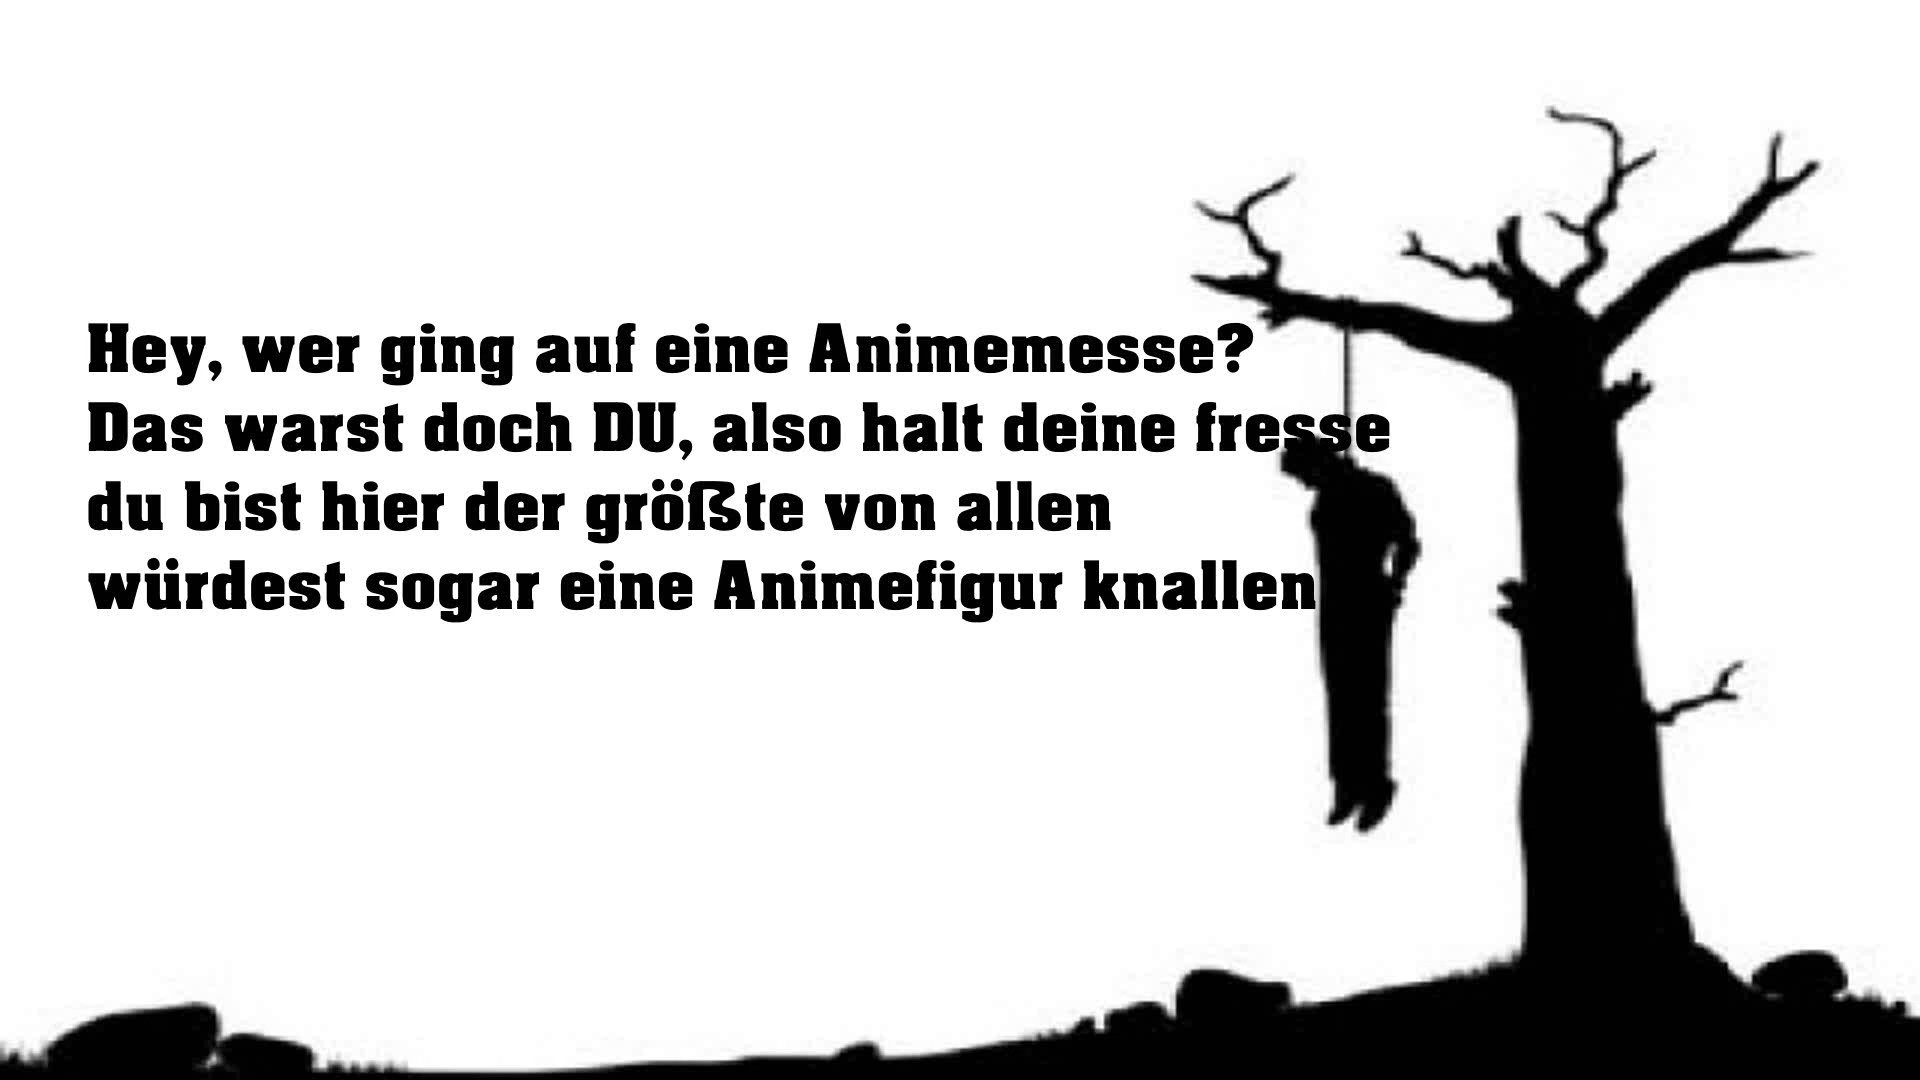 Hey, wer ging auf eine Animemesse?
Das warst doch DU, also halt deine fresse
du bist hier der größte von allen
würdest sogar eine Animefigur knallen